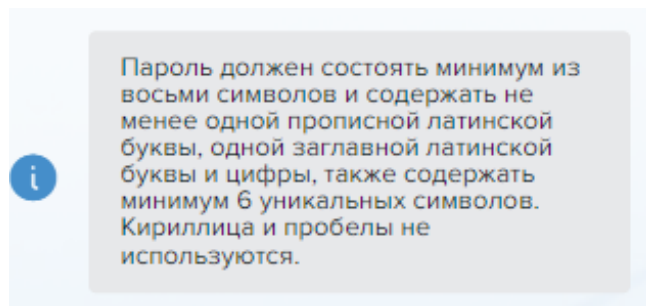 Пароль должен состоять минимум из
восьми символов и содержать не
менее одной прописной латинской
буквы, одной заглавной латинской
буквы и цифры, также содержать
минимум 6 уникальных символов.
Кириллица и пробелы не
используются.